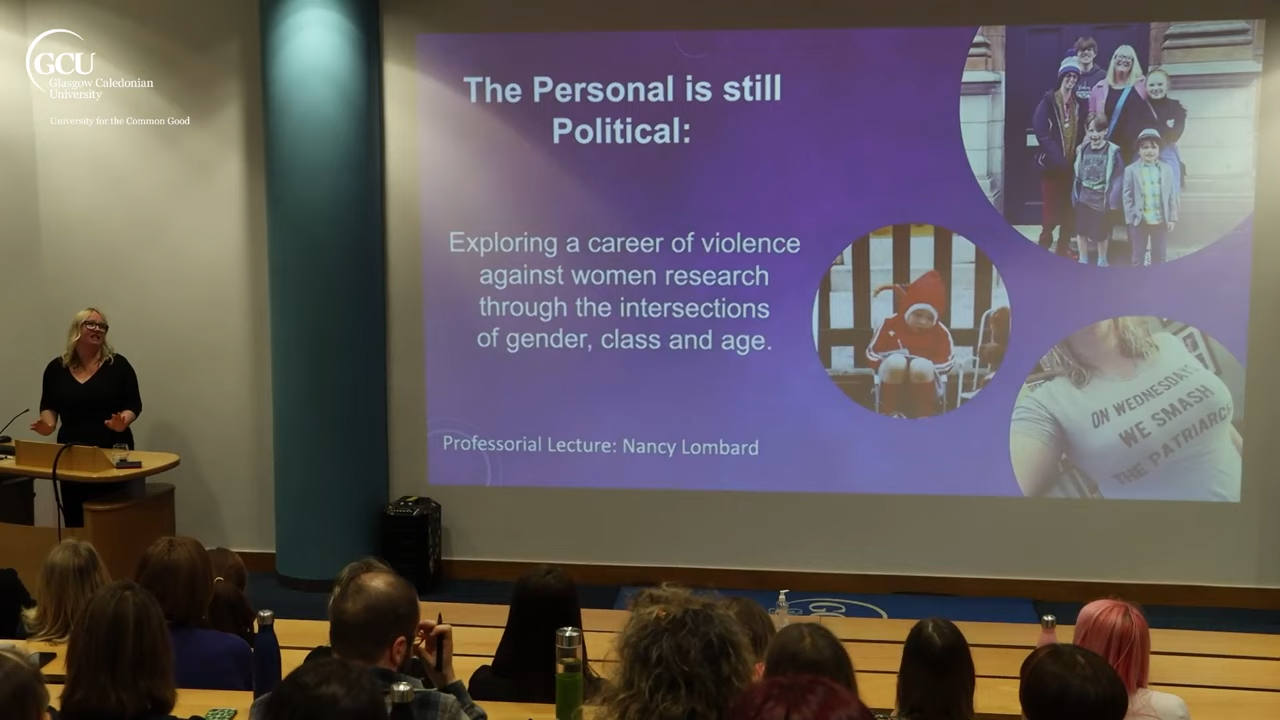 GCU
Glasgow Caledonian
University
University for the Common Good
The Personal is still
Political:
Exploring a career of violence
against women research
through the intersections
of gender, class and age.
Professorial Lecture: Nancy Lombard
ON WEDNESDAYS
WE SMASH
THE PATRIARCH